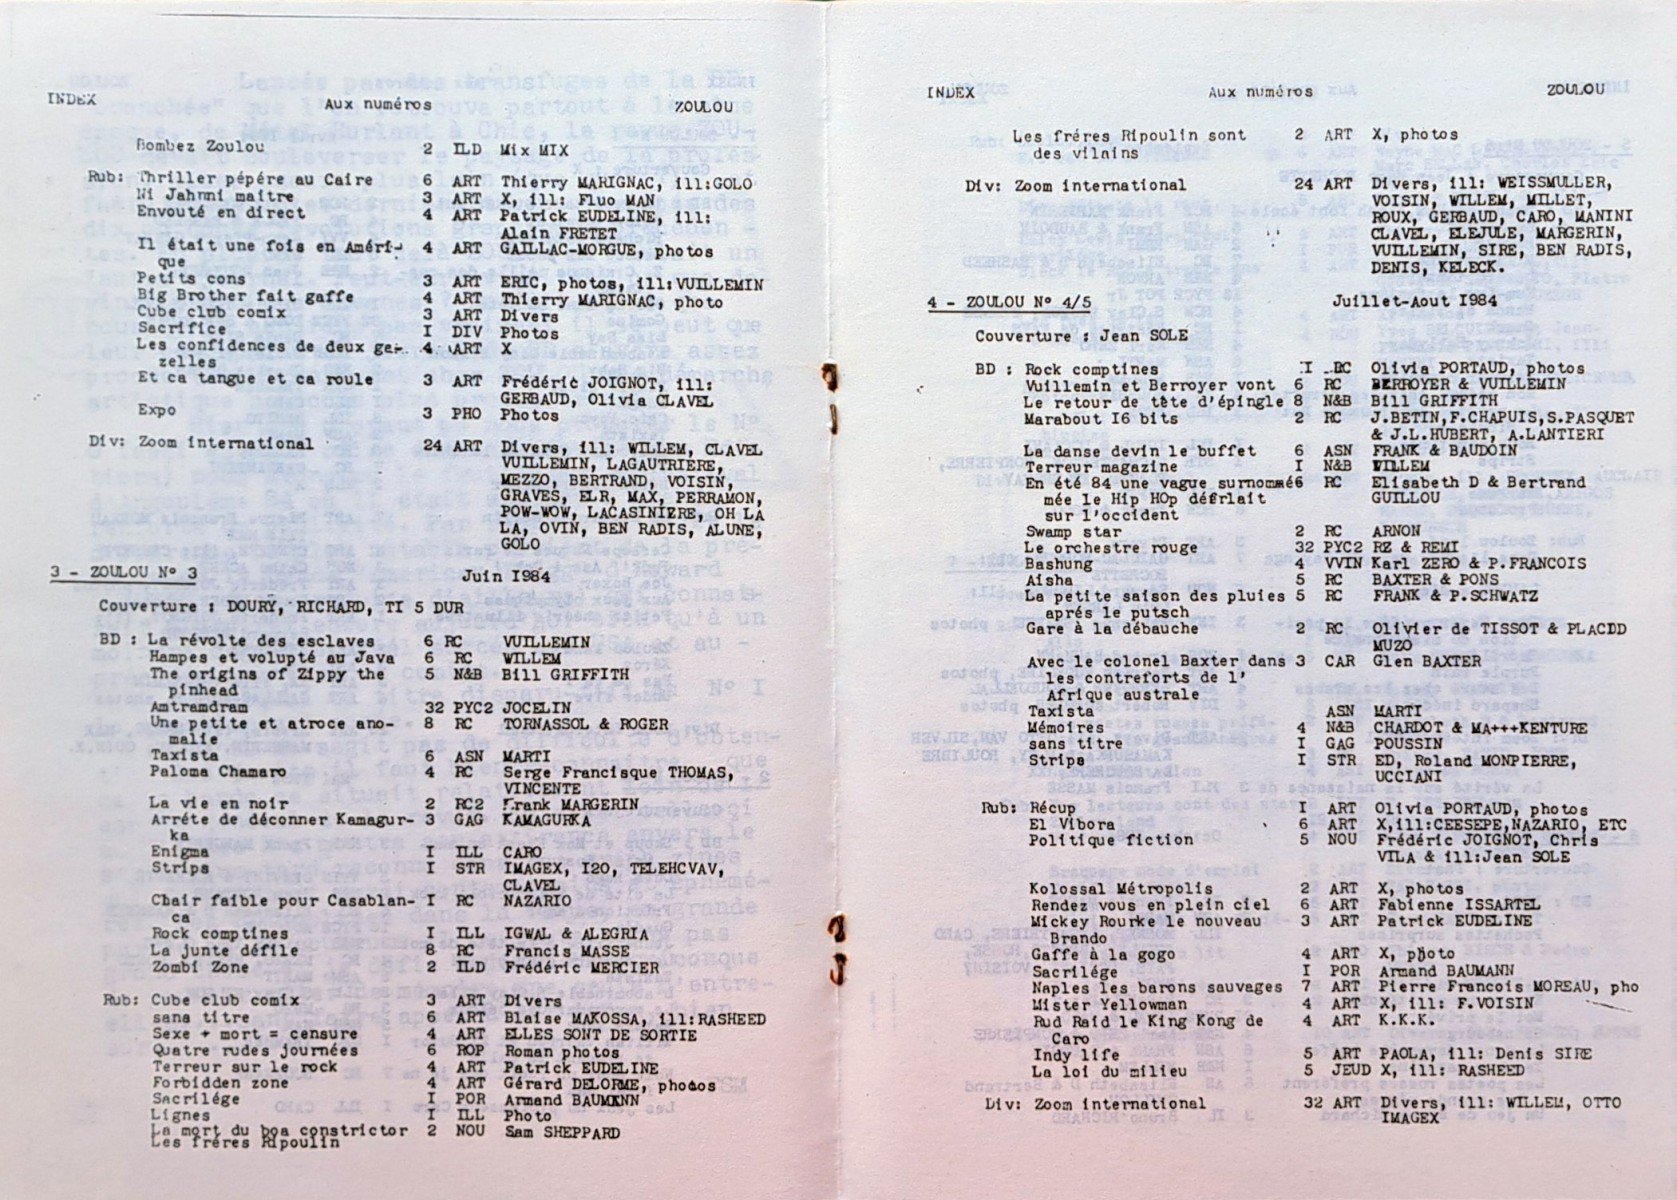 INDEX Aux numéros ZOULOU
Bombez Zoulou 2 ILD Mix MIX
Rub: Thriller pépére au Caire 6 ART Thierry MARIGNAC, ill:GOLO
Ni Jahrmi maitre 3 ART X, ill: Fluo MAN
Envouté en direct 4 ART Patrick EUDELINE, ill:
Alain FRETET
Il était une fois en Améri- 4 ART GAILLAC-MORGUE, photos
que
Petits cons 3 ART ERIC, photos, ill:VUILLEMIN
Big Brother fait gaffe 4 ART Thierry MARIGNAC, photo
Cube club comix 3 ART Divers
Sacrifice I DIV Photos
Les confidences de deux ga- 4 ART X
zelles
Et ca tangue et ca roule 3 ART Frédéric JOIGNOT, ill:
GERBAUD, Olivia CLAVEL
Expo 3 PHO Photos
Div: Zoom international 24 ART Divers, ill: WILLEM, CLAVEL
VUILLEMIN, LAGAUTRIERE,
MEZZO, BERTRAND, VOISIN,
GRAVES, ELR, MAX, PERRAMON,
POW-WOW, LACASINIERE, OH LA
LA, OVIN, BEN RADIS, ALUNE,
GOLO
3 - ZOULOU N° 3 Juin I984
Couverture : DOURY, RICHARD, TI 5 DUR
BD : La révolte des esclaves 6 RC VUILLEMIN
Hampes et volupté au Java 6 RC WILLEM
The origins of Zippy the 5 N&B Bill GRIFFITH
pinhead
Amtramdram 32 PYC2 JOCELIN
Une petite et atroce ano- 8 RC TORNASSOL & ROGER
malie
Taxista 6 ASN MARTI
Paloma Chamaro 4 RC Serge Francisque THOMAS,
VINCENTE
La vie en noir 2 RC2 Frank MARGERIN
Arréte de déconner Kamagur- 3 GAG KAMAGURKA
ka
Enigma I ILL CARO
Strips I STR IMAGEX, I2O, TELEHCVAV,
CLAVEL
Chair faible pour Casablan- I RC NAZARIO
ca
Rock comptines I ILL IGWAL & ALEGRIA
La junte défile 8 RC Francis MASSE
Zombi Zone 2 ILD Frédéric MERCIER
Rub: Cube club comix 3 ART Divers
sans titre 6 ART Blaise MAKOSSA, ill:RASHEED
Sexe + mort = censure 4 ART ELLES SONT DE SORTIE
Quatre rudes journées 6 ROP Roman photos
Terreur sur le rock 4 ART Patrick EUDELINE
Forbidden zone 4 ART Gérard DELORME, photos
Sacrilége I POR Armand BAUMANN
Lignes I ILL Photo
La mort du boa constrictor 2 NOU Sam SHEPPARD
Les fréres Ripoulin
INDEX Aux numéros ZOULOU
Les fréres Ripoulin sont 2 ART X, photos
des vilains
Div: Zoom international 24 ART Divers, ill: WEISSMULLER,
VOISIN, WILLEM, MILLET,
ROUX, GERBAUD, CARO, MANINI
CLAVEL, ELEJULE, MARGERIN,
VUILLEMIN, SIRE, BEN RADIS,
DENIS, KELECK.
4 - ZOULOU N° 4/5 Juillet-Aout I984
Couverture : Jean SOLE
BD : Rock comptines I RC Olivia PORTAUD, photos
Vuillemin et Berroyer vont 6 RC BERROYER & VUILLEMIN
Le retour de tête d'épingle 8 N&B Bill GRIFFITH
Marabout I6 bits 2 RC J.BETIN,F.CHAPUIS,S.PASQUET
& J.L.HUBERT, A.LANTIERI
La danse devin le buffet 6 ASN FRANK & BAUDOIN
Terreur magazine I N&B WILLEM
En été 84 une vague surnommé6 RC Elisabeth D & Bertrand
mée le Hip HOp déferlait GUILLOU
sur l'occident
Swamp star 2 RC ARNON
Le orchestre rouge 32 PYC2 RZ & REMI
Bashung 4 VVIN Karl ZERO & P.FRANCOIS
Aisha 5 RC BAXTER & PONS
La petite saison des pluies 5 RC FRANK & P.SCHWATZ
aprés le putsch
Gare à la débauche 2 RC Olivier de TISSOT & PLACID
MUZO
Avec le colonel Baxter dans 3 CAR Glen BAXTER
les contreforts de l'
Afrique australe
Taxista ASN MARTI
Mémoires 4 N&B CHARDOT & MA+++KENTURE
sans titre I GAG POUSSIN
Strips I STR ED, Roland MONPIERRE,
UCCIANI
Rub: Récup I ART Olivia PORTAUD, photos
El Vibora 6 ART X,ill:CEESEPE,NAZARIO, ETC
Politique fiction 5 NOU Frédéric JOIGNOT, Chris
VILA & ill:Jean SOLE
Kolossal Métropolis 2 ART X, photos
Rendez vous en plein ciel 6 ART Fabienne ISSARTEL
Mickey Rourke le nouveau 3 ART Patrick EUDELINE
Brando
Gaffe à la gogo 4 ART X, photo
Sacrilége I POR Armand BAUMANN
Naples les barons sauvages 7 ART Pierre Francois MOREAU, pho
Mister Yellowman 4 ART X, ill: F.VOISIN
Rud Raid le King Kong de 4 ART K.K.K.
Caro
Indy life 5 ART PAOLA, ill: Denis SIRE
La loi du milieu 5 JEUD X, ill: RASHEED
Div: Zoom international 32 ART Divers, ill: WILLEM, OTTO
IMAGEX